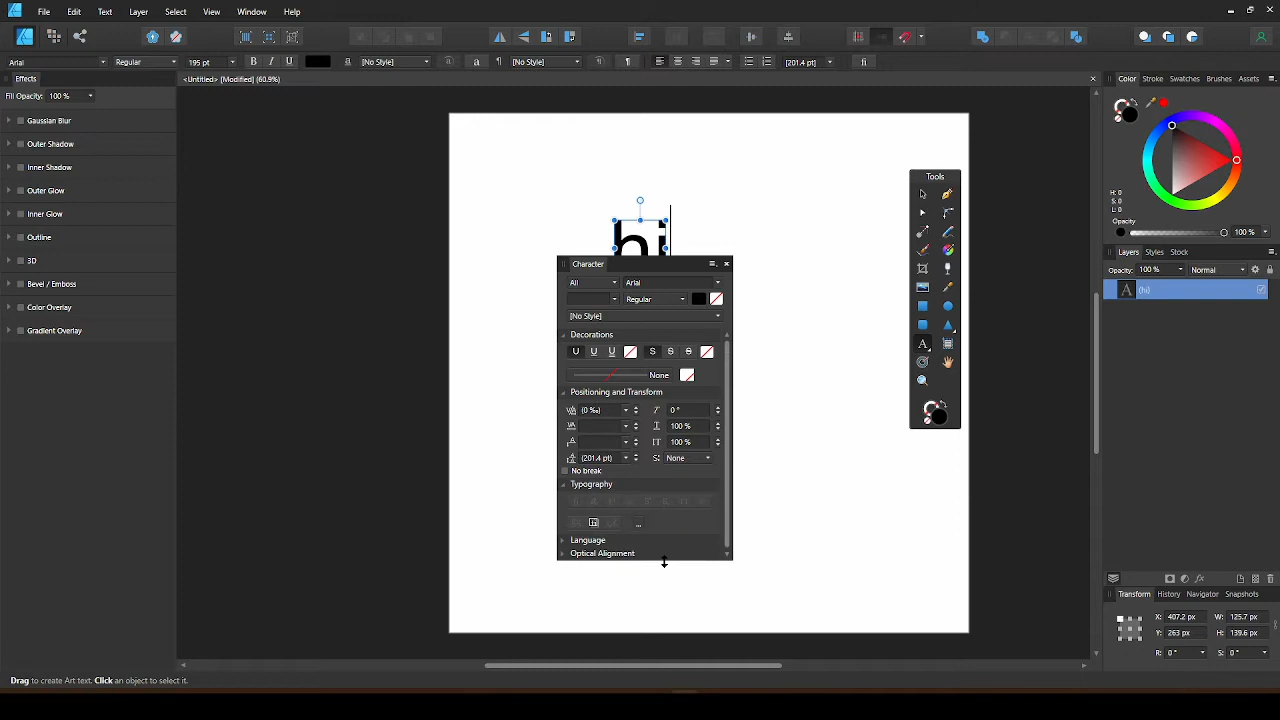 File Edit Text Layer Select View Window Help
Arial Regular 195 pt B I U a [No Style] a ¶ [No Style] [201.4 pt) fi
Effects
<Untitled> [Modified] (60.9%)
Fill Opacity: 100 %
Gaussian Blur
Outer Shadow
Inner Shadow
Outer Glow
Inner Glow
Outline
3D
Bevel / Emboss
Color Overlay
Gradient Overlay
hi
Character
All Arial
Regular
[No Style]
Decorations
U U U S S S
None
Positioning and Transform
(0 ‰) 0 °
100 %
100 %
(201.4 pt) None
No break
Typography
...
Language
Optical Alignment
Tools
Color Stroke Swatches Brushes Assets
H: 0
S: 0
L: 0
Opacity
100 %
Layers Styles Stock
Opacity: 100 % Normal
A (hi)
Transform History Navigator Snapshots
X: 407.2 px W: 125.7 px
Y: 263 px H: 139.6 px
R: 0 ° S: 0 °
Drag to create Art text. Click an object to select it.